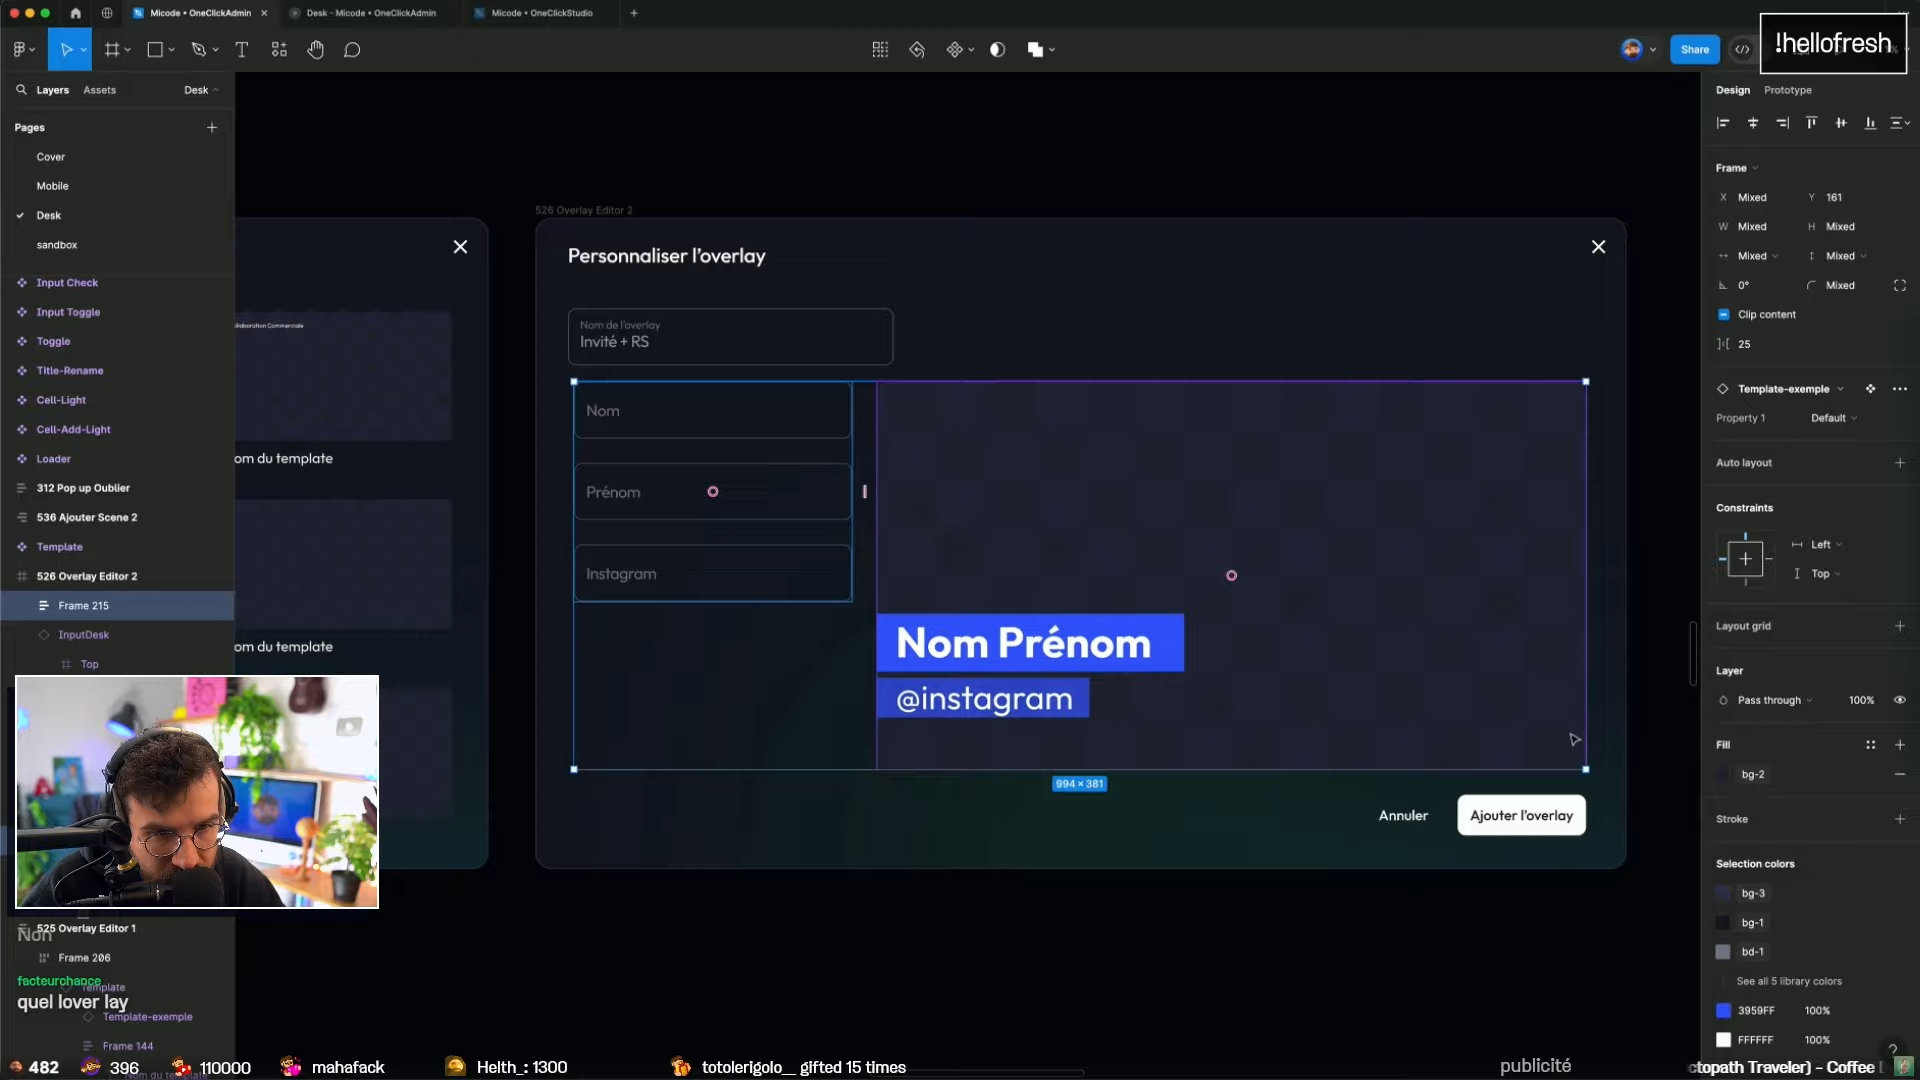 Micode • OneClickAdmin
Desk - Micode • OneClickAdmin
Micode • OneClickStudio
Share
!hellofresh
Layers
Assets
Desk
Pages
Cover
Mobile
Desk
sandbox
Input Check
Input Toggle
Toggle
Title-Rename
Cell-Light
Cell-Add-Light
Loader
312 Pop up Oublier
536 Ajouter Scene 2
Template
526 Overlay Editor 2
Frame 215
InputDesk
Top
525 Overlay Editor 1
Non
Frame 206
facteurchance
Template
quel lover lay
Template-exemple
Frame 144
om du template
om du template
526 Overlay Editor 2
Personnaliser l'overlay
Nom de l'overlay
Invité + RS
Nom
Prénom
Instagram
Nom Prénom
@instagram
994 × 381
Annuler
Ajouter l'overlay
Design
Prototype
Frame
X Mixed
Y 161
W Mixed
H Mixed
Mixed
Mixed
0°
Mixed
Clip content
25
Template-exemple
Property 1
Default
Auto layout
Constraints
Left
Top
Layout grid
Layer
Pass through
100%
Fill
bg-2
Stroke
Selection colors
bg-3
bg-1
bd-1
See all 5 library colors
3959FF 100%
FFFFFF 100%
?
482
396
110000
mahafack
Helth_: 1300
totolerigolo__ gifted 15 times
publicité
ctopath Traveler) - Coffee